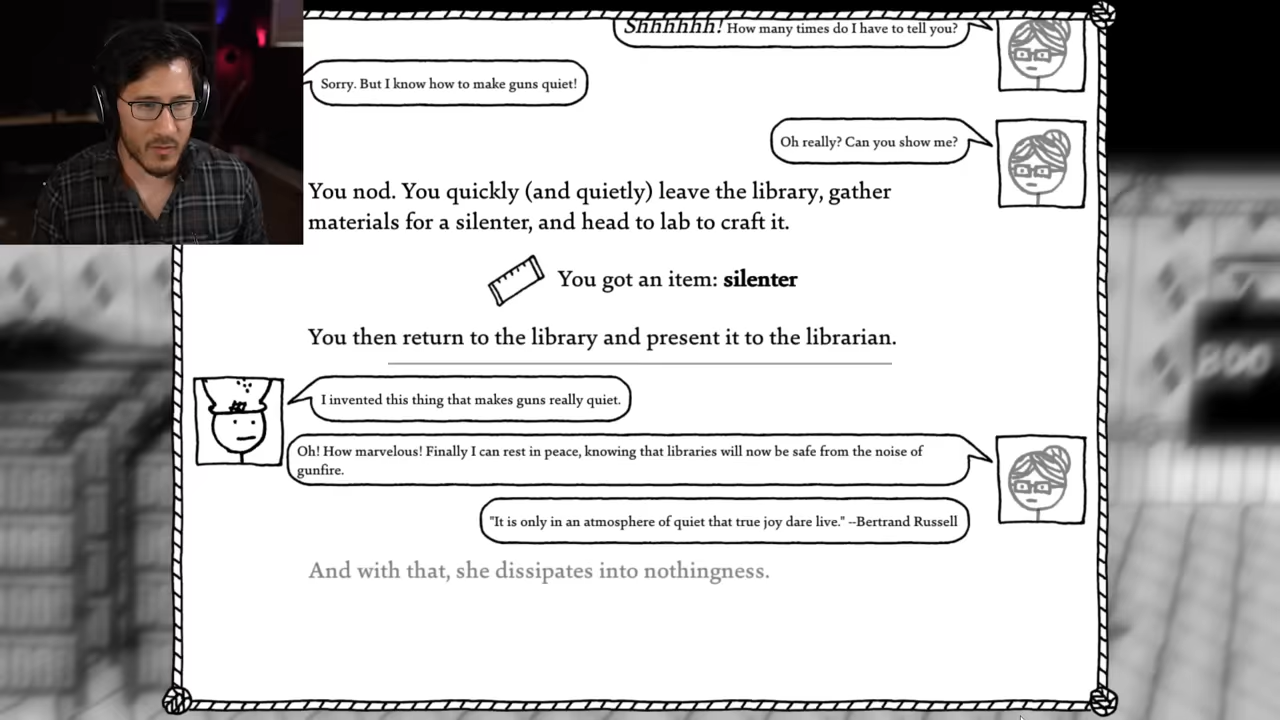 Shhhhhh! How many times do I have to tell you?
Sorry. But I know how to make guns quiet!
Oh really? Can you show me?
You nod. You quickly (and quietly) leave the library, gather
materials for a silenter, and head to lab to craft it.
You got an item: silenter
You then return to the library and present it to the librarian.
I invented this thing that makes guns really quiet.
Oh! How marvelous! Finally I can rest in peace, knowing that libraries will now be safe from the noise of
gunfire.
"It is only in an atmosphere of quiet that true joy dare live." --Bertrand Russell
And with that, she dissipates into nothingness.
800